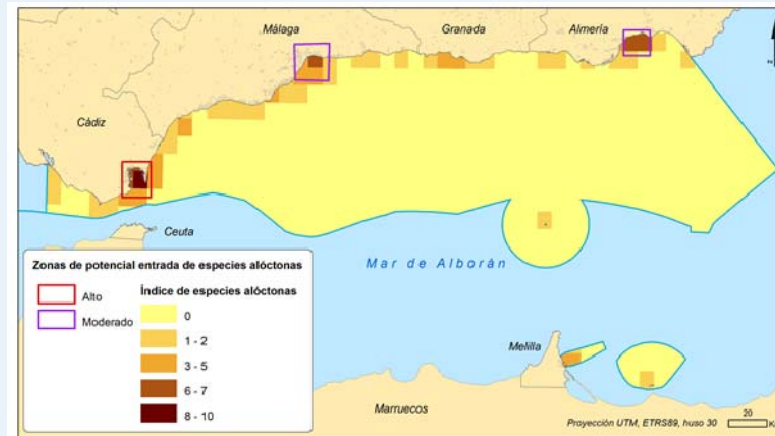 Málaga
Granada
Almería
Cádiz
Ceuta
Mar de Alborán
Zonas de potencial entrada de especies alóctonas
Alto
Moderado
Índice de especies alóctonas
0
1 - 2
3 - 5
6 - 7
8 - 10
Melilla
Marruecos
Proyección UTM, ETRS89, huso 30
20